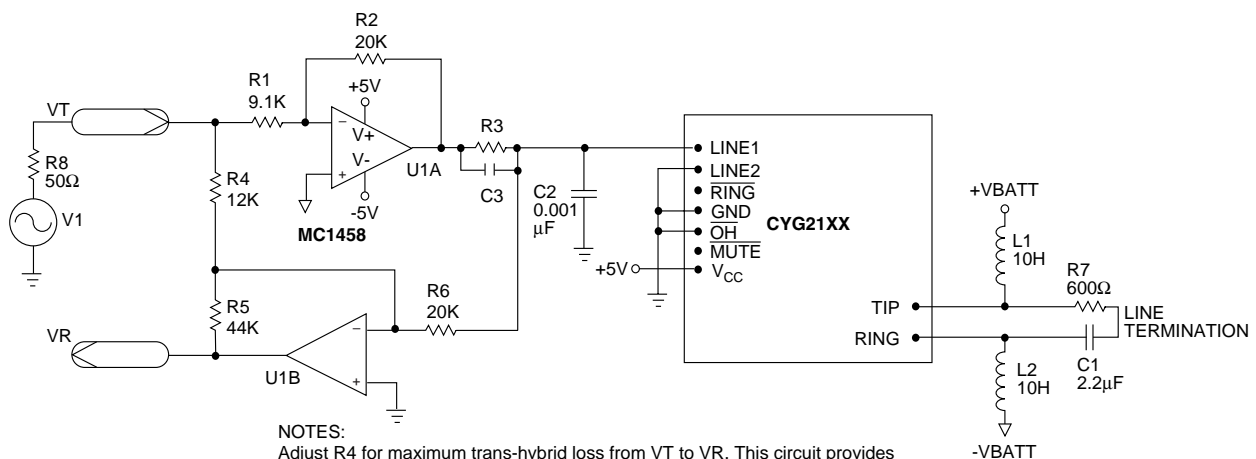 R2
20K
R1
9.1K
VT
+5V
V+
V-
-5V
U1A
MC1458
R3
C3
C2
0.001
μF
R8
50Ω
V1
R4
12K
R5
44K
VR
R6
20K
U1B
LINE1
LINE2
RING
GND
OH
MUTE
VCC
+5V
CYG21XX
TIP
RING
+VBATT
L1
10H
R7
600Ω
LINE
TERMINATION
C1
2.2μF
L2
10H
-VBATT
NOTES:
Adjust R4 for maximum trans-hybrid loss from VT to VR. This circuit provides